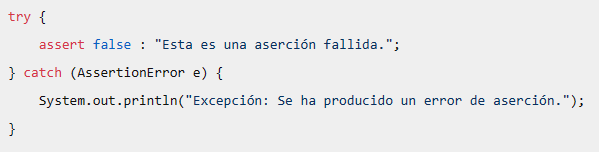 try {
    assert false : "Esta es una aserción fallida.";
} catch (AssertionError e) {
    System.out.println("Excepción: Se ha producido un error de aserción.");
}